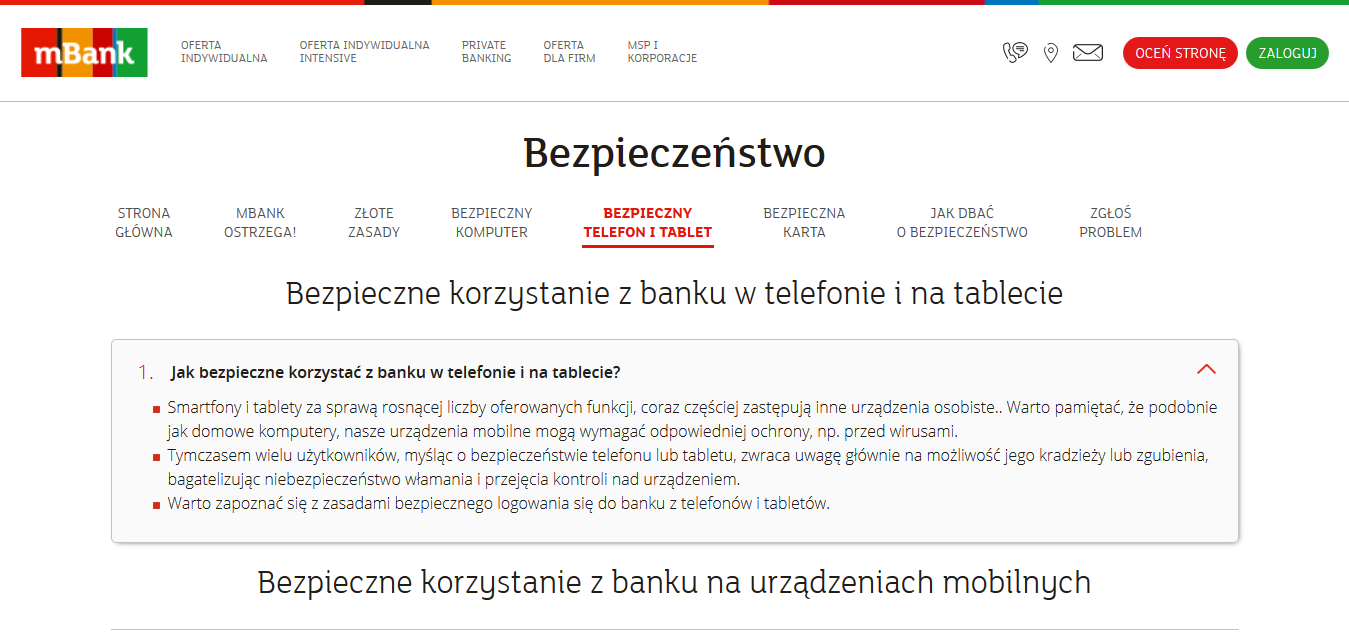 mBank
OFERTA
INDYWIDUALNA
OFERTA INDYWIDUALNA
INTENSIVE
PRIVATE
BANKING
OFERTA
DLA FIRM
MSP I
KORPORACJE
OCEŃ STRONĘ
ZALOGUJ
Bezpieczeństwo
STRONA
GŁÓWNA
MBANK
OSTRZEGA!
ZŁOTE
ZASADY
BEZPIECZNY
KOMPUTER
BEZPIECZNY
TELEFON I TABLET
BEZPIECZNA
KARTA
JAK DBAĆ
O BEZPIECZEŃSTWO
ZGŁOŚ
PROBLEM
Bezpieczne korzystanie z banku w telefonie i na tablecie
1. Jak bezpieczne korzystać z banku w telefonie i na tablecie?
Smartfony i tablety za sprawą rosnącej liczby oferowanych funkcji, coraz częściej zastępują inne urządzenia osobiste.. Warto pamiętać, że podobnie
jak domowe komputery, nasze urządzenia mobilne mogą wymagać odpowiedniej ochrony, np. przed wirusami.
Tymczasem wielu użytkowników, myśląc o bezpieczeństwie telefonu lub tabletu, zwraca uwagę głównie na możliwość jego kradzieży lub zgubienia,
bagatelizując niebezpieczeństwo włamania i przejęcia kontroli nad urządzeniem.
Warto zapoznać się z zasadami bezpiecznego logowania się do banku z telefonów i tabletów.
Bezpieczne korzystanie z banku na urządzeniach mobilnych